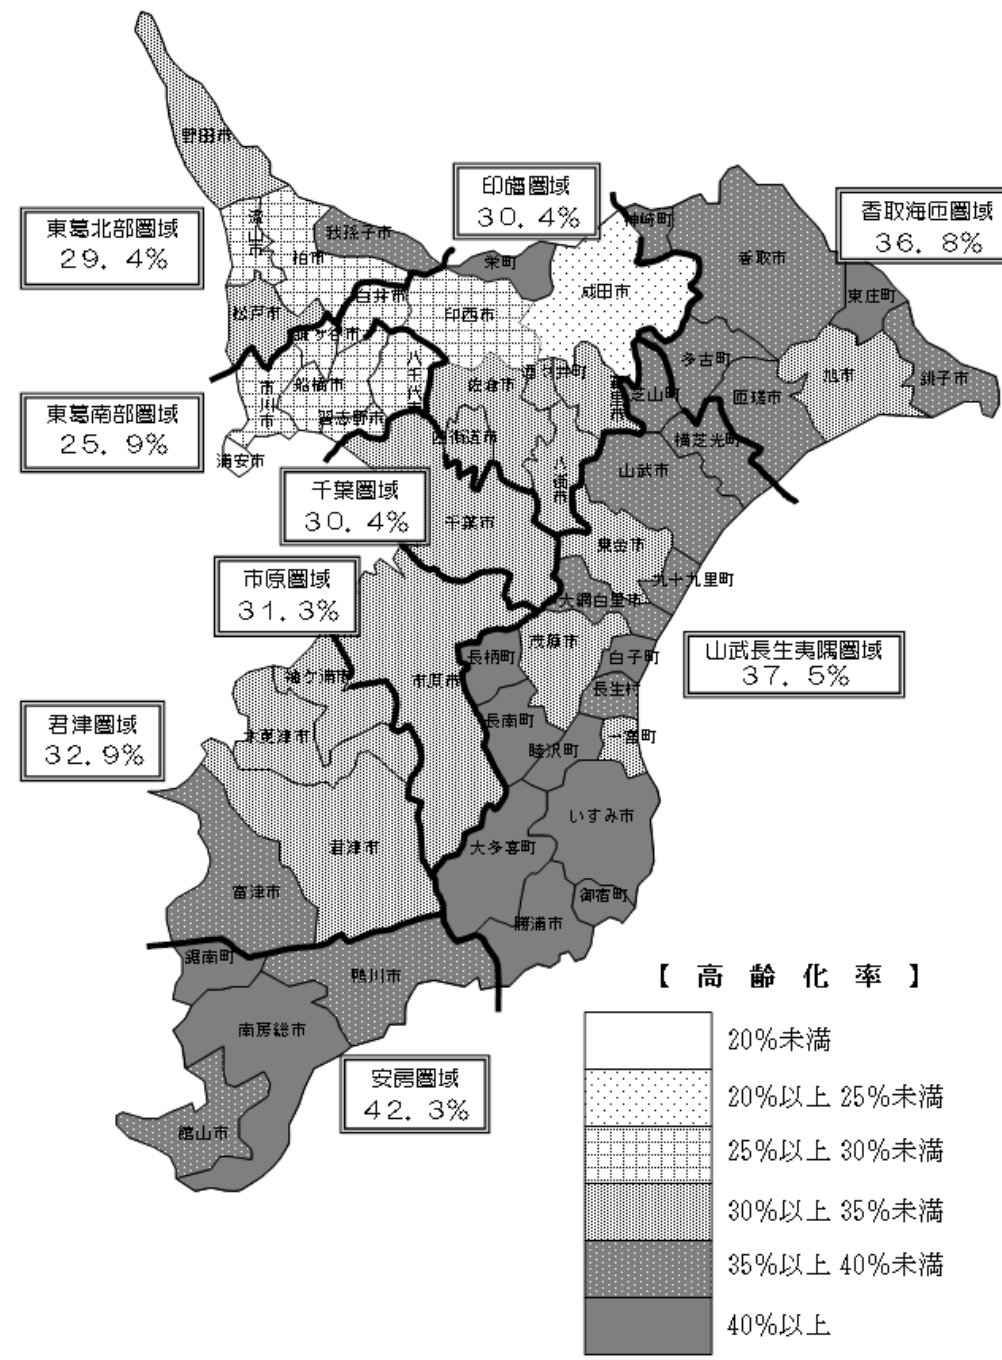 野田市
印旛圏域
30.4%
香取海匝圏域
36.8%
東葛北部圏域
29.4%
流山市
柏市
我孫子市
栄町
神崎町
香取市
東庄町
成田市
白井市
印西市
松戸市
鎌ケ谷市
多古町
旭市
銚子市
東葛南部圏域
25.9%
市川市
船橋市
八千代市
佐倉市
酒々井町
富里市
芝山町
匝瑳市
習志野市
四街道市
八街市
横芝光町
浦安市
山武市
千葉圏域
30.4%
千葉市
東金市
九十九里町
大網白里市
市原圏域
31.3%
茂原市
白子町
山武長生夷隅圏域
37.5%
長柄町
袖ケ浦市
市原市
長生村
君津圏域
32.9%
木更津市
長南町
睦沢町
一宮町
いすみ市
君津市
大多喜町
富津市
御宿町
勝浦市
鋸南町
鴨川市
南房総市
安房圏域
42.3%
館山市
【 高 齢 化 率 】
20%未満
20%以上 25%未満
25%以上 30%未満
30%以上 35%未満
35%以上 40%未満
40%以上